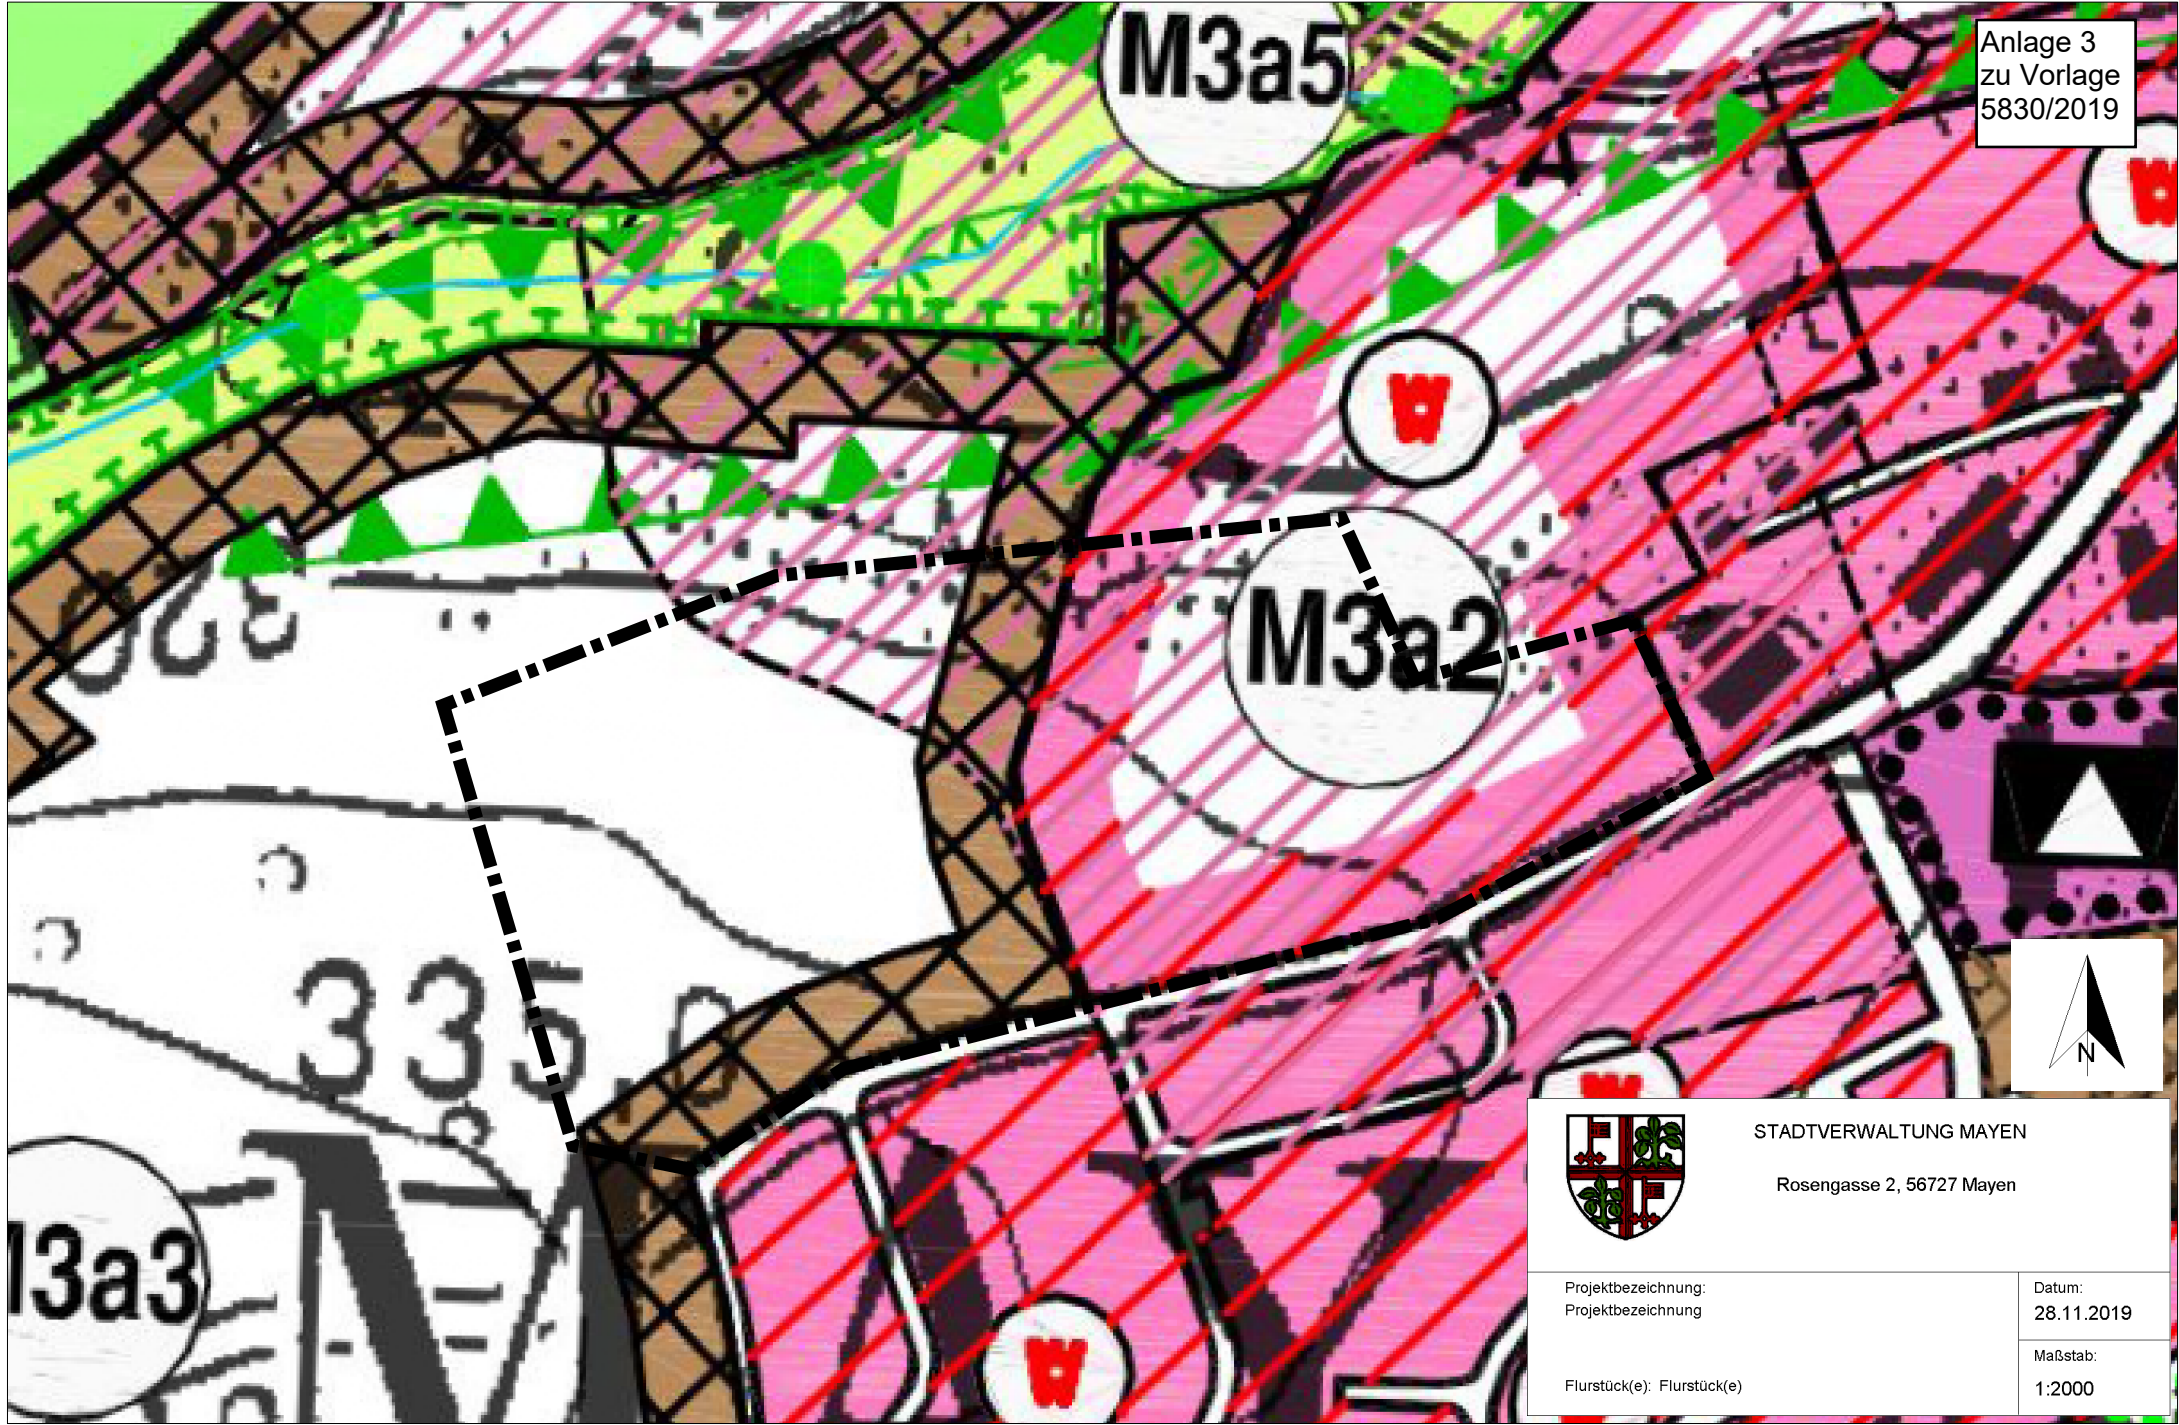 M3a5
Anlage 3
zu Vorlage
5830/2019
W
W
M3a2
335,0
W
W
M3a3
N
STADTVERWALTUNG MAYEN
Rosengasse 2, 56727 Mayen
Projektbezeichnung:
Projektbezeichnung
Datum:
28.11.2019
Maßstab:
Flurstück(e): Flurstück(e)
1:2000